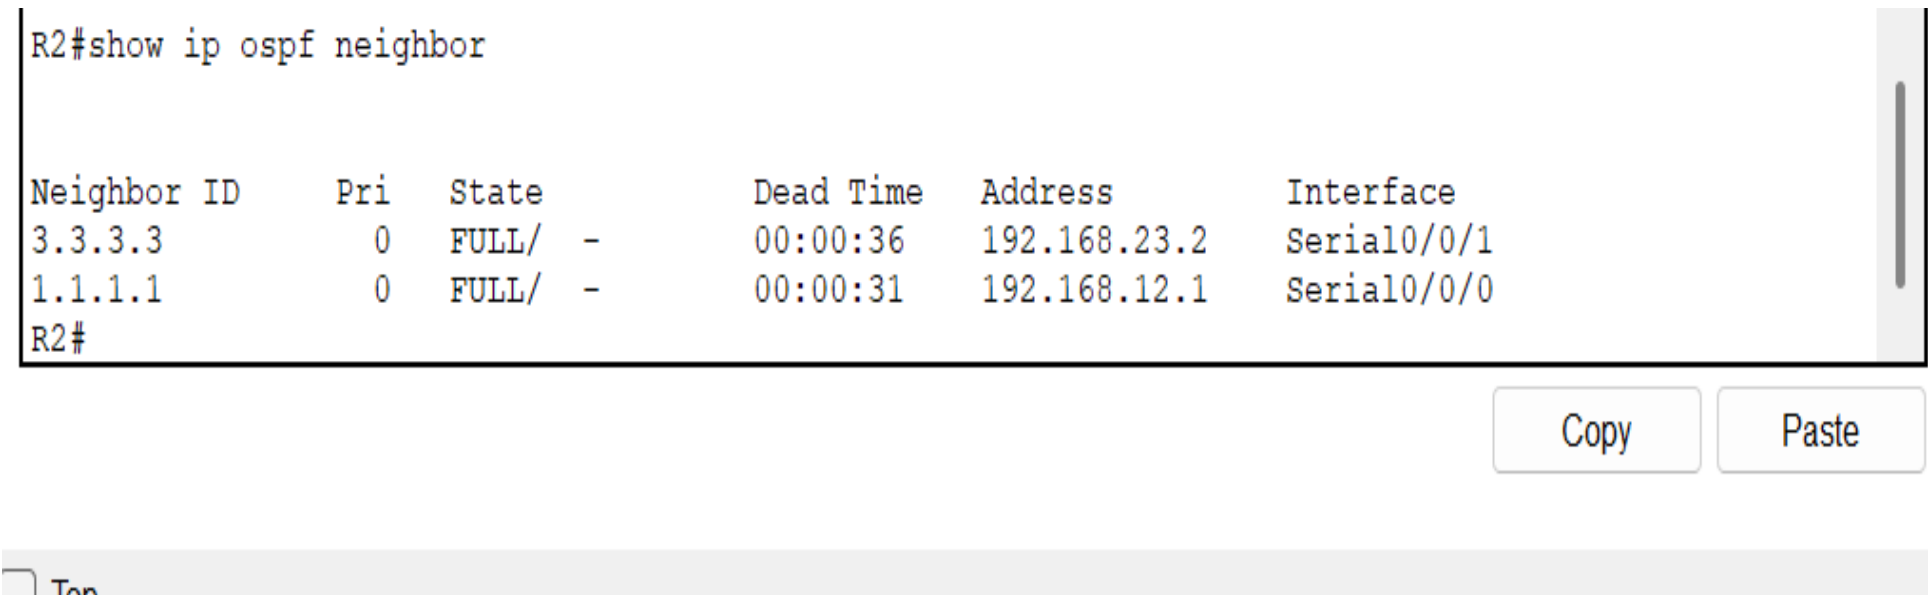 R2#show ip ospf neighbor
Neighbor ID     Pri   State           Dead Time   Address         Interface
3.3.3.3           0   FULL/  -        00:00:36    192.168.23.2    Serial0/0/1
1.1.1.1           0   FULL/  -        00:00:31    192.168.12.1    Serial0/0/0
R2#
Copy Paste
Top